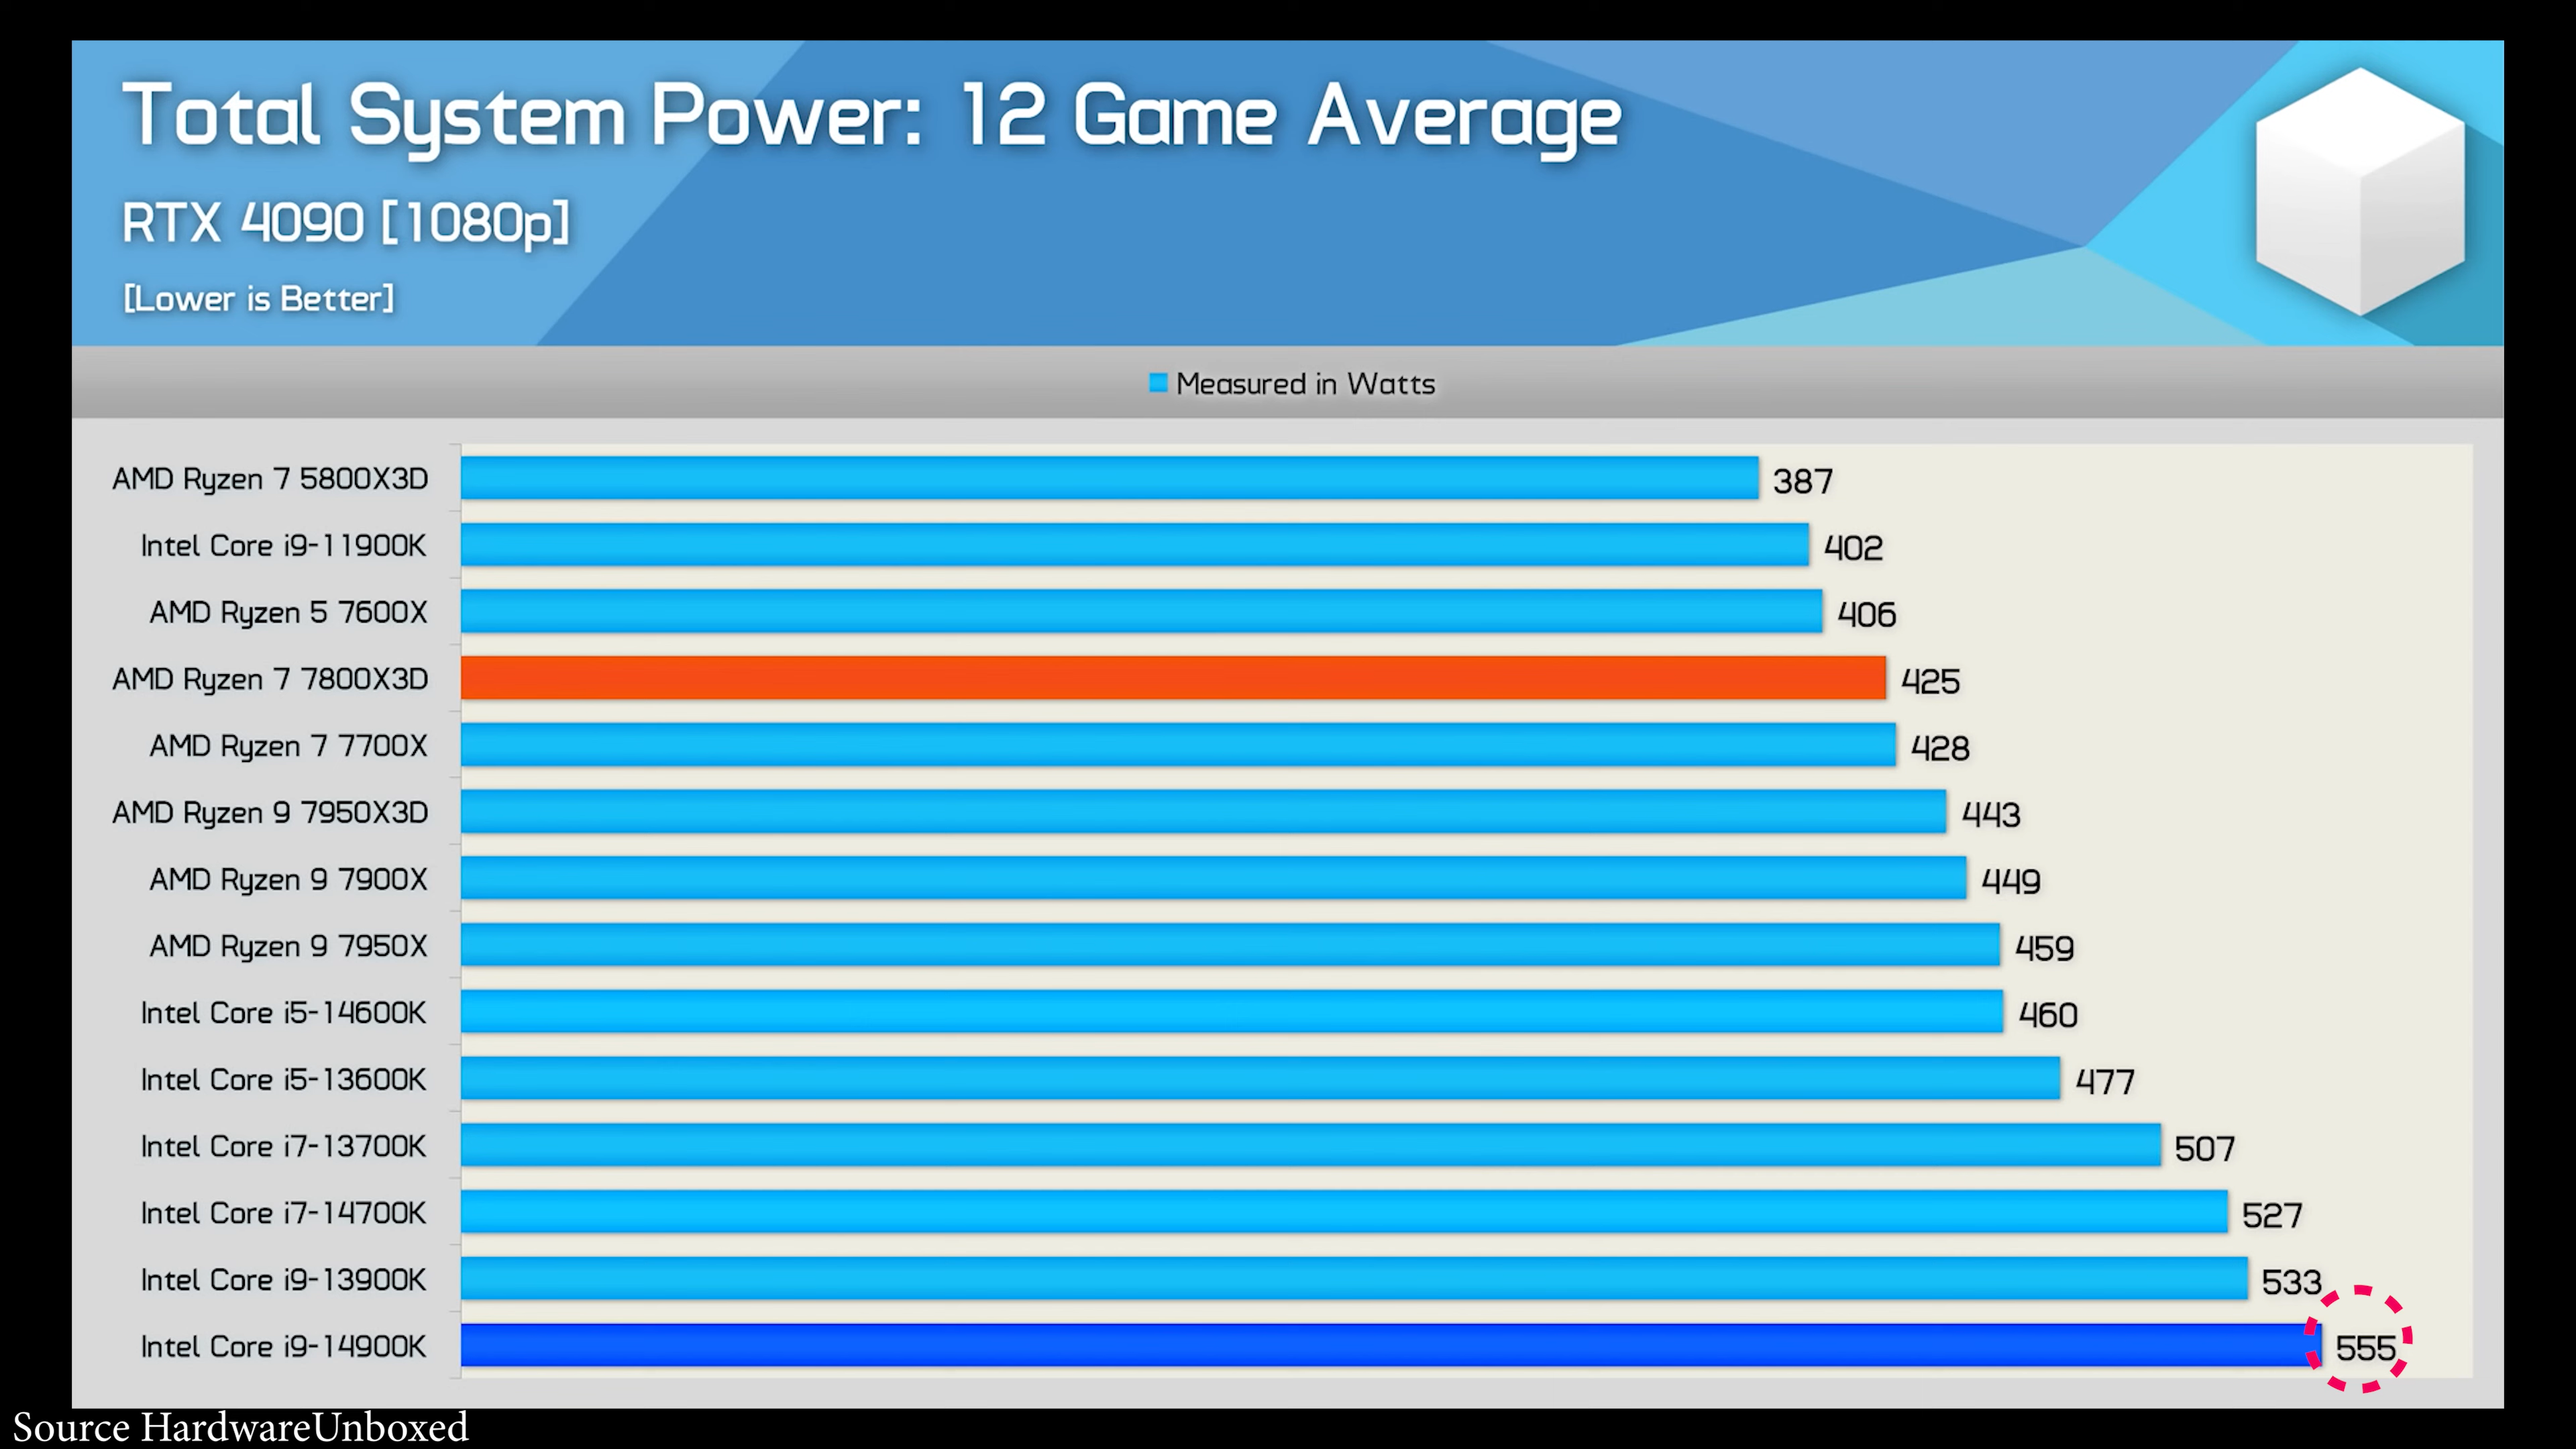 Total System Power: 12 Game Average
RTX 4090 [1080p]
[Lower is Better]
Measured in Watts
AMD Ryzen 7 5800X3D 387
Intel Core i9-11900K 402
AMD Ryzen 5 7600X 406
AMD Ryzen 7 7800X3D 425
AMD Ryzen 7 7700X 428
AMD Ryzen 9 7950X3D 443
AMD Ryzen 9 7900X 449
AMD Ryzen 9 7950X 459
Intel Core i5-14600K 460
Intel Core i5-13600K 477
Intel Core i7-13700K 507
Intel Core i7-14700K 527
Intel Core i9-13900K 533
Intel Core i9-14900K 555
Source HardwareUnboxed